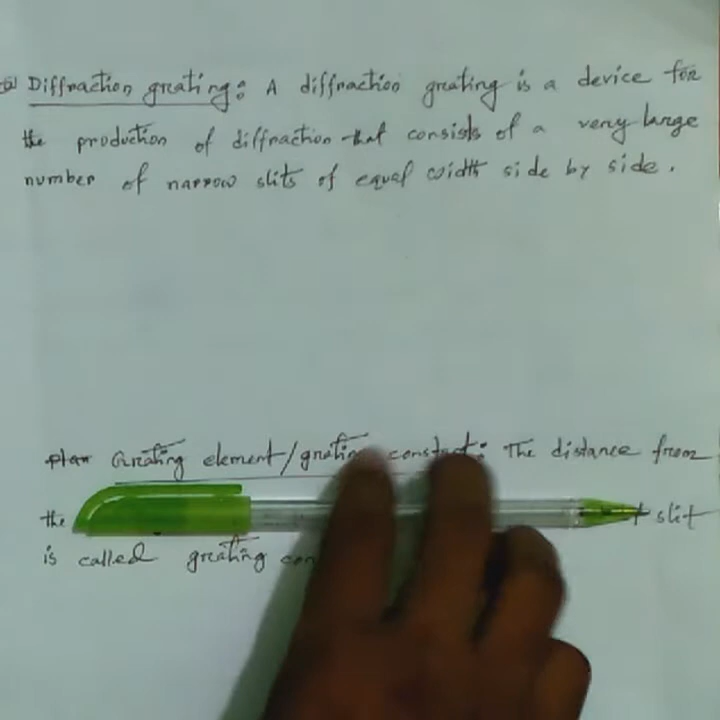 Diffraction grating: A diffraction grating is a device for
the production of diffraction that consists of a very large
number of narrow slits of equal width side by side.
Grating element/grating constant: The distance from
the slit
is called grating con